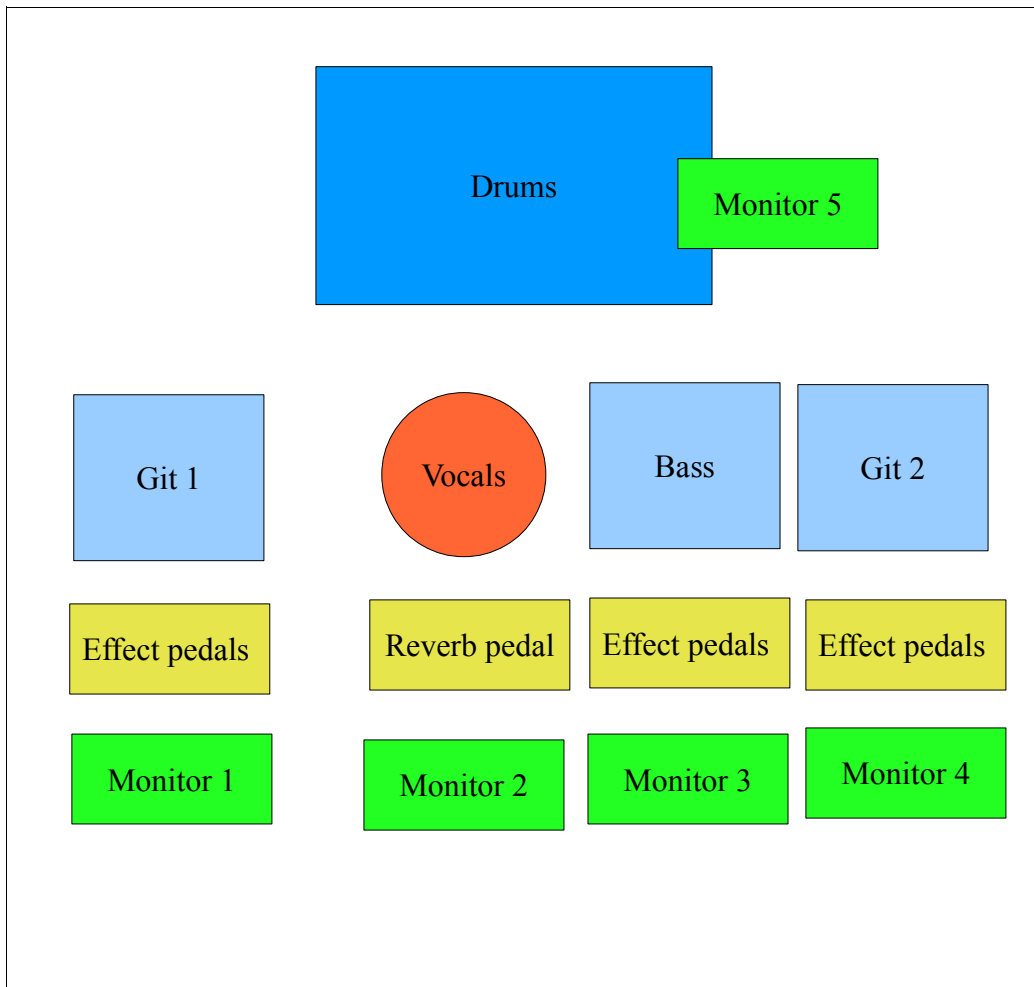 Drums
Monitor 5
Git 1
Vocals
Bass
Git 2
Effect pedals
Reverb pedal
Effect pedals
Effect pedals
Monitor 1
Monitor 2
Monitor 3
Monitor 4